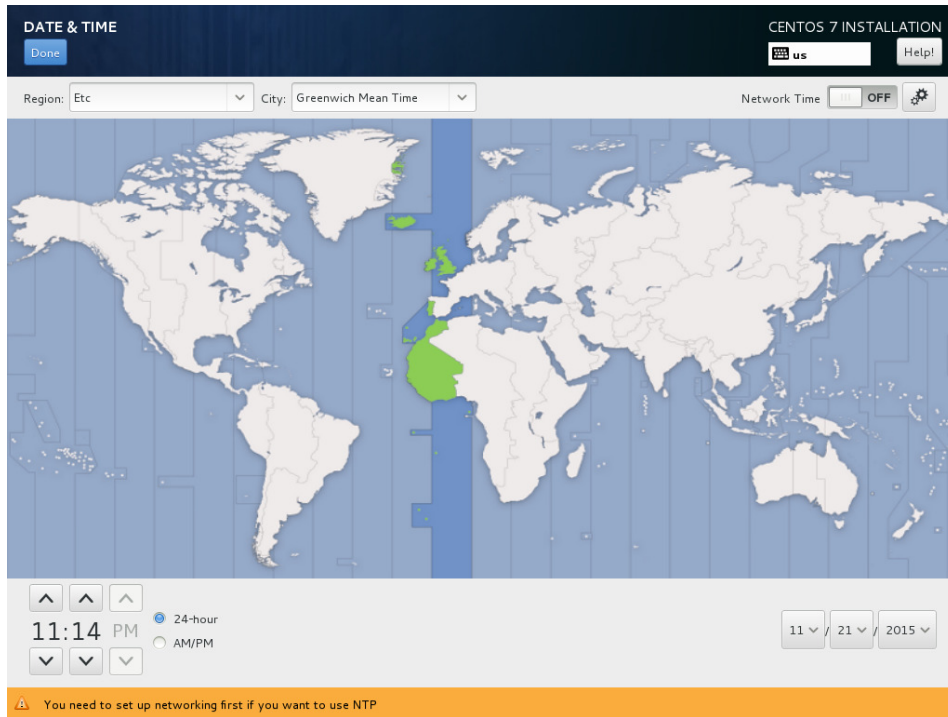 DATE & TIME
CENTOS 7 INSTALLATION
Done
us
Help!
Region: Etc
City: Greenwich Mean Time
Network Time OFF
11:14 PM
24-hour
AM/PM
11 / 21 / 2015
You need to set up networking first if you want to use NTP